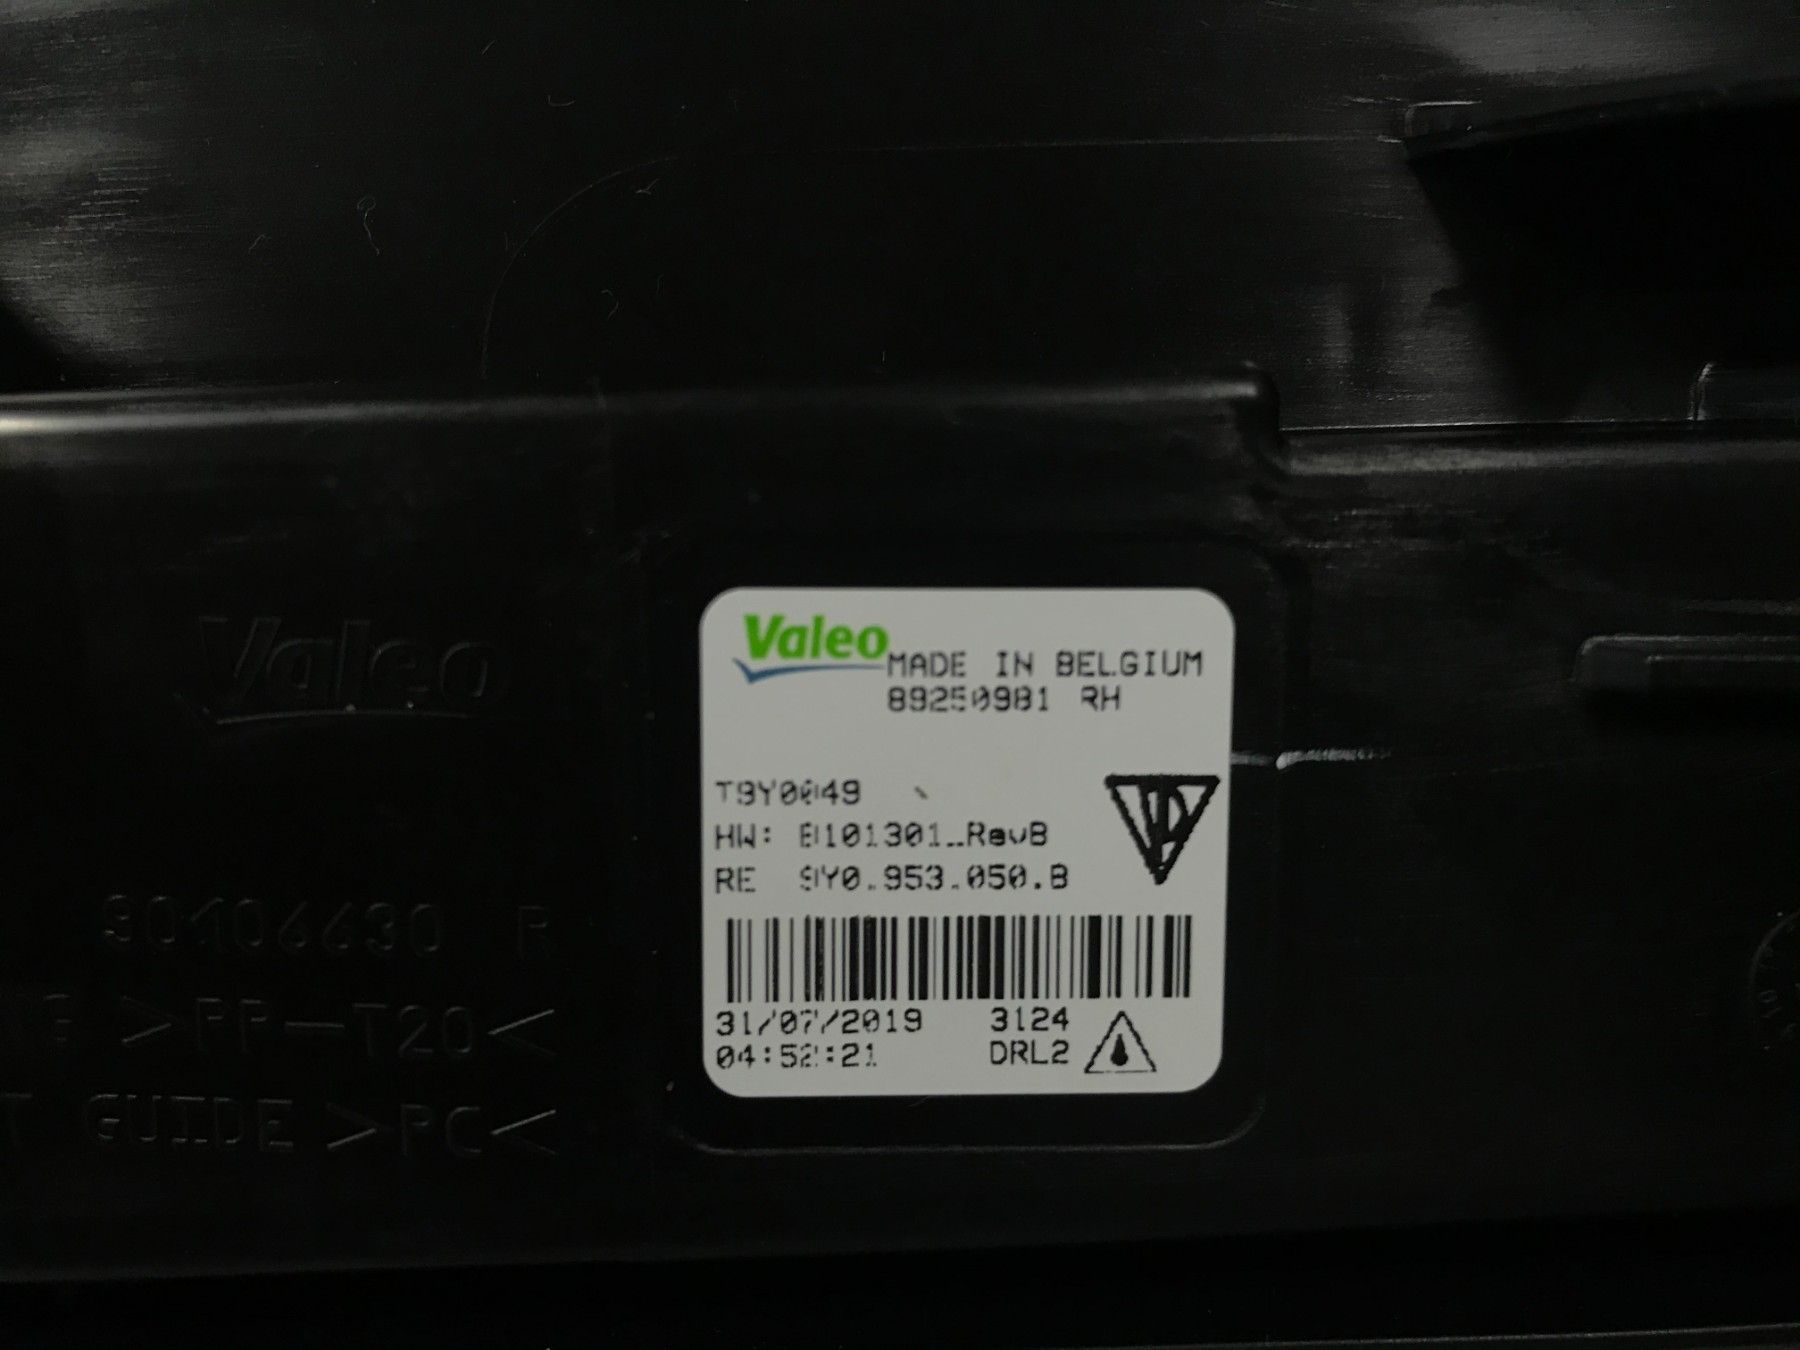 Valeo
MADE IN BELGIUM
89250981 RH
T9Y0049
HW: B101301_RevB
RE 9Y0.953.050.B
31/07/2019 3124
04:52:21 DRL2
Valeo
90106630 R
>PP-T20<
GUIDE >PC<